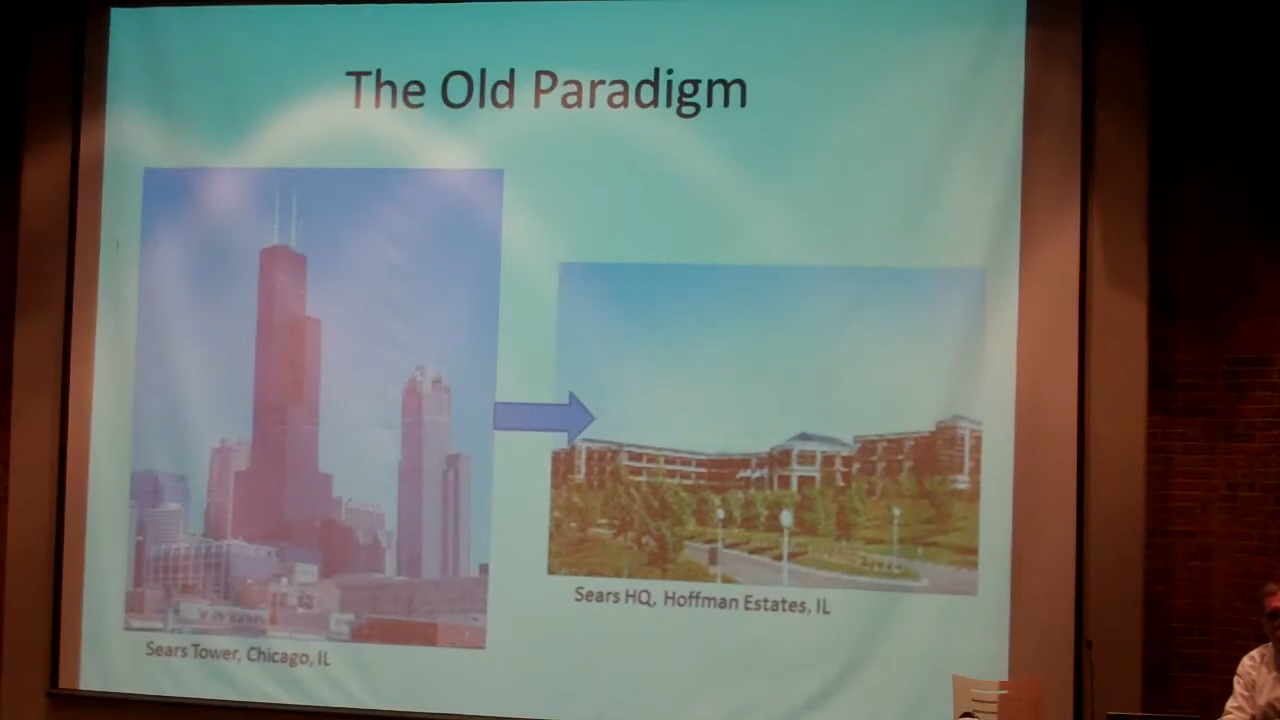 The Old Paradigm
Sears Tower, Chicago, IL
Sears HQ, Hoffman Estates, IL